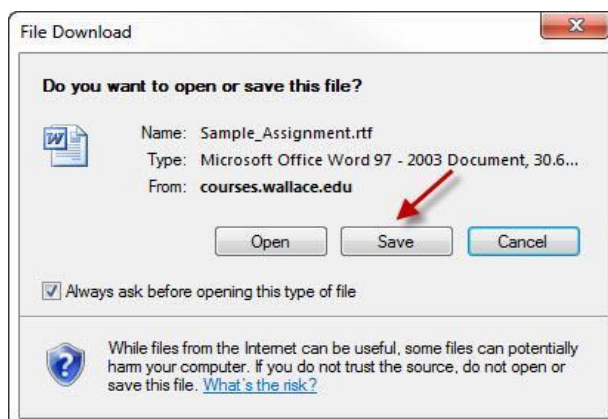 File Download
Do you want to open or save this file?
Name: Sample_Assignment.rtf
Type: Microsoft Office Word 97 - 2003 Document, 30.6...
From: courses.wallace.edu
Open Save Cancel
Always ask before opening this type of file
While files from the Internet can be useful, some files can potentially
harm your computer. If you do not trust the source, do not open or
save this file. What's the risk?